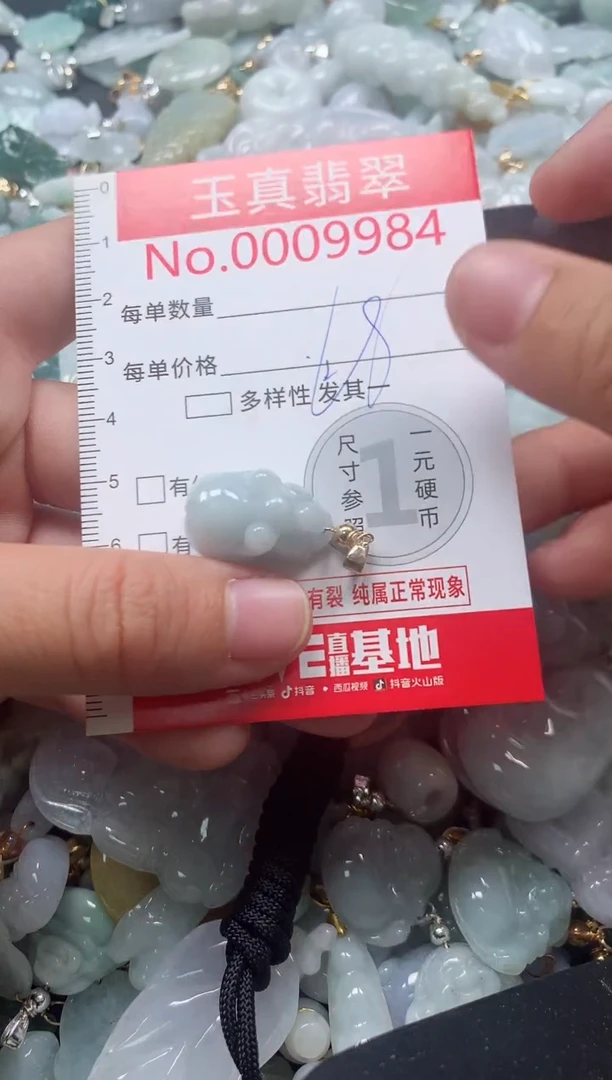 玉真翡翠
No.0009984
0
1
2
每单数量
3
每单价格
68
多样性 发其一
4
5
有
尺寸参照
1
一元硬币
6
有
有裂 纯属正常现象
直播基地
抖音 · 西瓜视频 抖音火山版